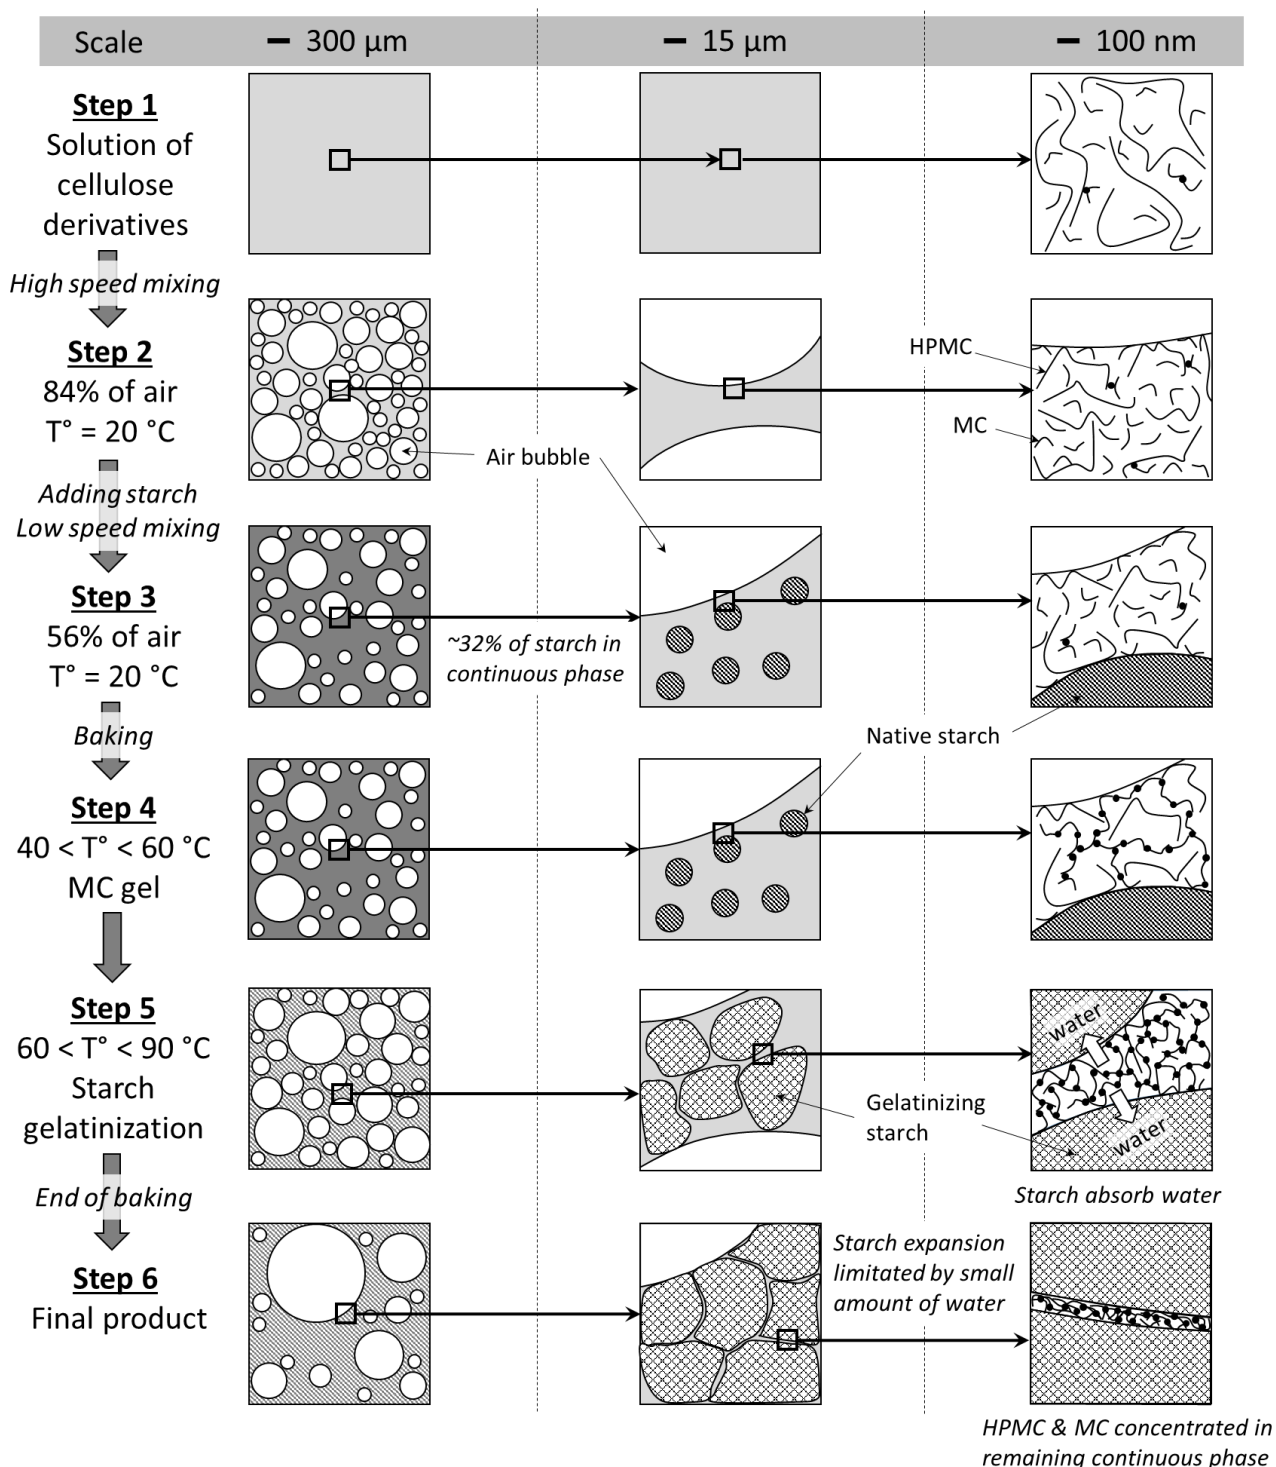 Scale
300 µm
15 µm
100 nm
Step 1
Solution of
cellulose
derivatives
High speed mixing
Step 2
84% of air
T° = 20 °C
HPMC
MC
Air bubble
Adding starch
Low speed mixing
Step 3
56% of air
T° = 20 °C
~32% of starch in
continuous phase
Native starch
Baking
Step 4
40 < T° < 60 °C
MC gel
Step 5
60 < T° < 90 °C
Starch
gelatinization
water
water
Gelatinizing
starch
Starch absorb water
End of baking
Step 6
Final product
Starch expansion
limitated by small
amount of water
HPMC & MC concentrated in
remaining continuous phase